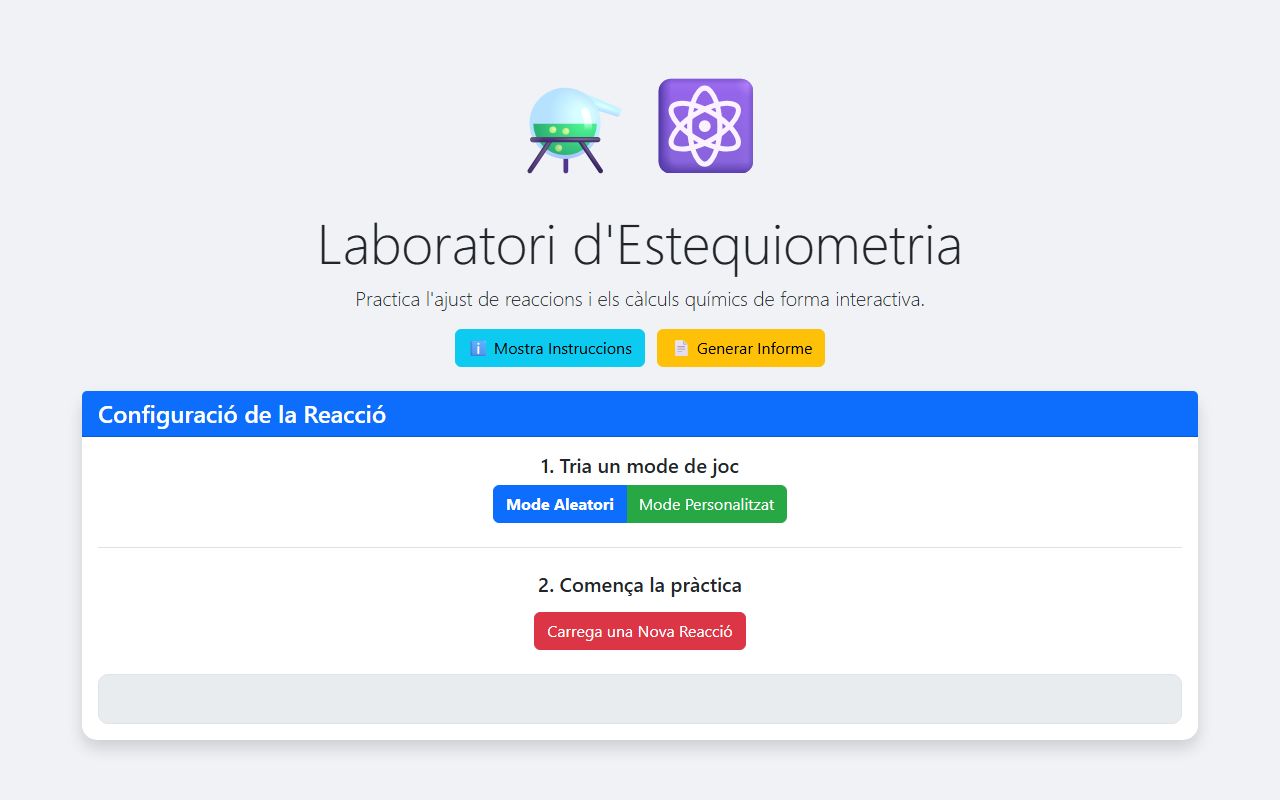 Laboratori d'Estequiometria
Practica l'ajust de reaccions i els càlculs químics de forma interactiva.
ℹ️ Mostra Instruccions
📄 Generar Informe
Configuració de la Reacció
1. Tria un mode de joc
Mode Aleatori
Mode Personalitzat
2. Comença la pràctica
Carrega una Nova Reacció